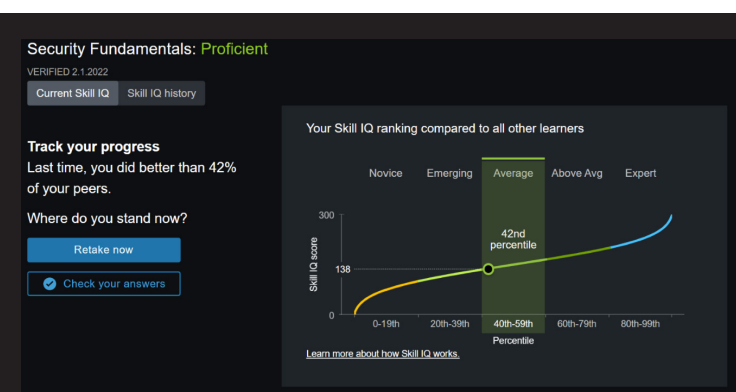 Security Fundamentals: Proficient
VERIFIED 2.1.2022
Current Skill IQ Skill IQ history
Track your progress
Last time, you did better than 42%
of your peers.
Where do you stand now?
Retake now
Check your answers
Your Skill IQ ranking compared to all other learners
Novice Emerging Average Above Avg Expert
300
42nd
percentile
Skill IQ score
138
0
0-19th 20th-39th 40th-59th 60th-79th 80th-99th
Percentile
Learn more about how Skill IQ works.